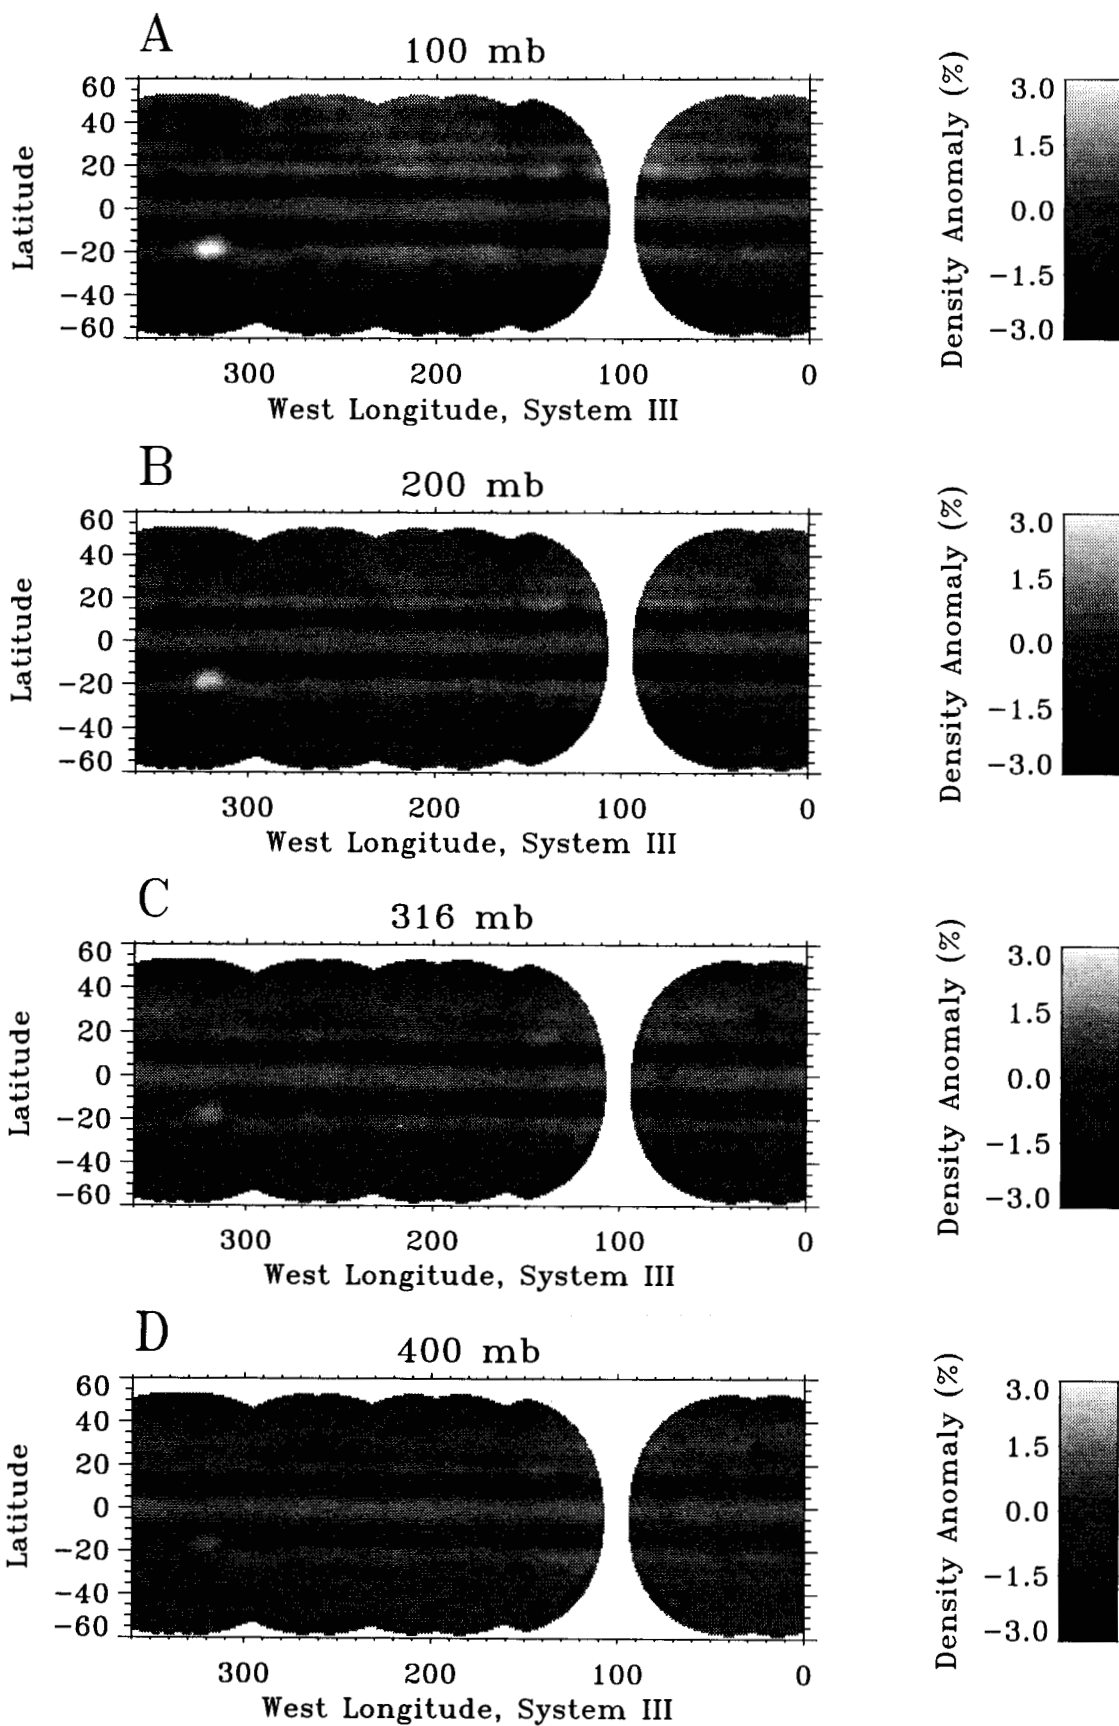 A
100 mb
60
40
20
0
−20
−40
−60
Latitude
300 200 100 0
West Longitude, System III
3.0
1.5
0.0
−1.5
−3.0
Density Anomaly (%)
B
200 mb
60
40
20
0
−20
−40
−60
Latitude
300 200 100 0
West Longitude, System III
3.0
1.5
0.0
−1.5
−3.0
Density Anomaly (%)
C
316 mb
60
40
20
0
−20
−40
−60
Latitude
300 200 100 0
West Longitude, System III
3.0
1.5
0.0
−1.5
−3.0
Density Anomaly (%)
D
400 mb
60
40
20
0
−20
−40
−60
Latitude
300 200 100 0
West Longitude, System III
3.0
1.5
0.0
−1.5
−3.0
Density Anomaly (%)